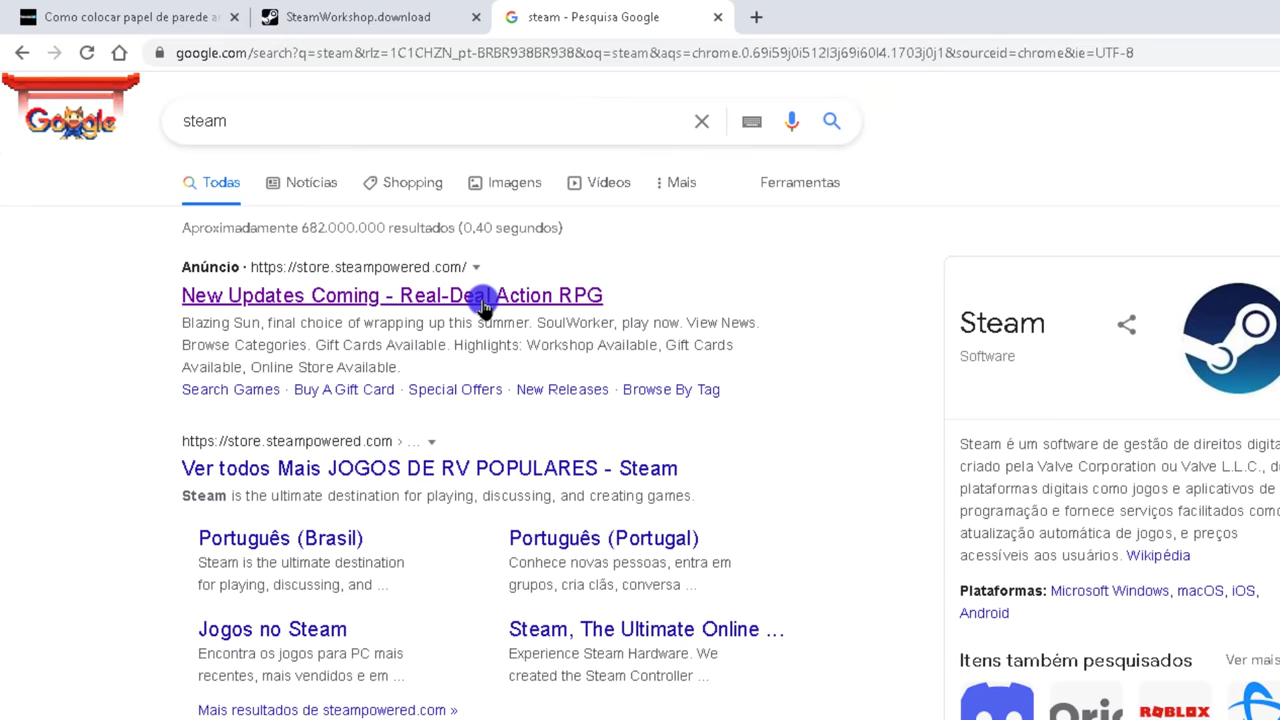 Como colocar papel de parede a
SteamWorkshop.download
steam - Pesquisa Google
google.com/search?q=steam&rlz=1C1CHZN_pt-BRBR938BR938&oq=steam&aqs=chrome.0.69i59j0i512l3j69i60l4.1703j0j1&sourceid=chrome&ie=UTF-8
Google
steam
Todas
Notícias
Shopping
Imagens
Vídeos
Mais
Ferramentas
Aproximadamente 682.000.000 resultados (0,40 segundos)
Anúncio · https://store.steampowered.com/
New Updates Coming - Real-Deal Action RPG
Blazing Sun, final choice of wrapping up this summer. SoulWorker, play now. View News.
Browse Categories. Gift Cards Available. Highlights: Workshop Available, Gift Cards
Available, Online Store Available.
Search Games · Buy A Gift Card · Special Offers · New Releases · Browse By Tag
https://store.steampowered.com › ...
Ver todos Mais JOGOS DE RV POPULARES - Steam
Steam is the ultimate destination for playing, discussing, and creating games.
Português (Brasil)
Steam is the ultimate destination
for playing, discussing, and ...
Português (Portugal)
Conhece novas pessoas, entra em
grupos, cria clãs, conversa ...
Jogos no Steam
Encontra os jogos para PC mais
recentes, mais vendidos e em ...
Steam, The Ultimate Online ...
Experience Steam Hardware. We
created the Steam Controller ...
Mais resultados de steampowered.com »
Steam
Software
Steam é um software de gestão de direitos digita
criado pela Valve Corporation ou Valve L.L.C., d
plataformas digitais como jogos e aplicativos de
programação e fornece serviços facilitados como
atualização automática de jogos, e preços
acessíveis aos usuários. Wikipédia
Plataformas: Microsoft Windows, macOS, iOS,
Android
Itens também pesquisados
Ver mais
Oric
ROBLOX